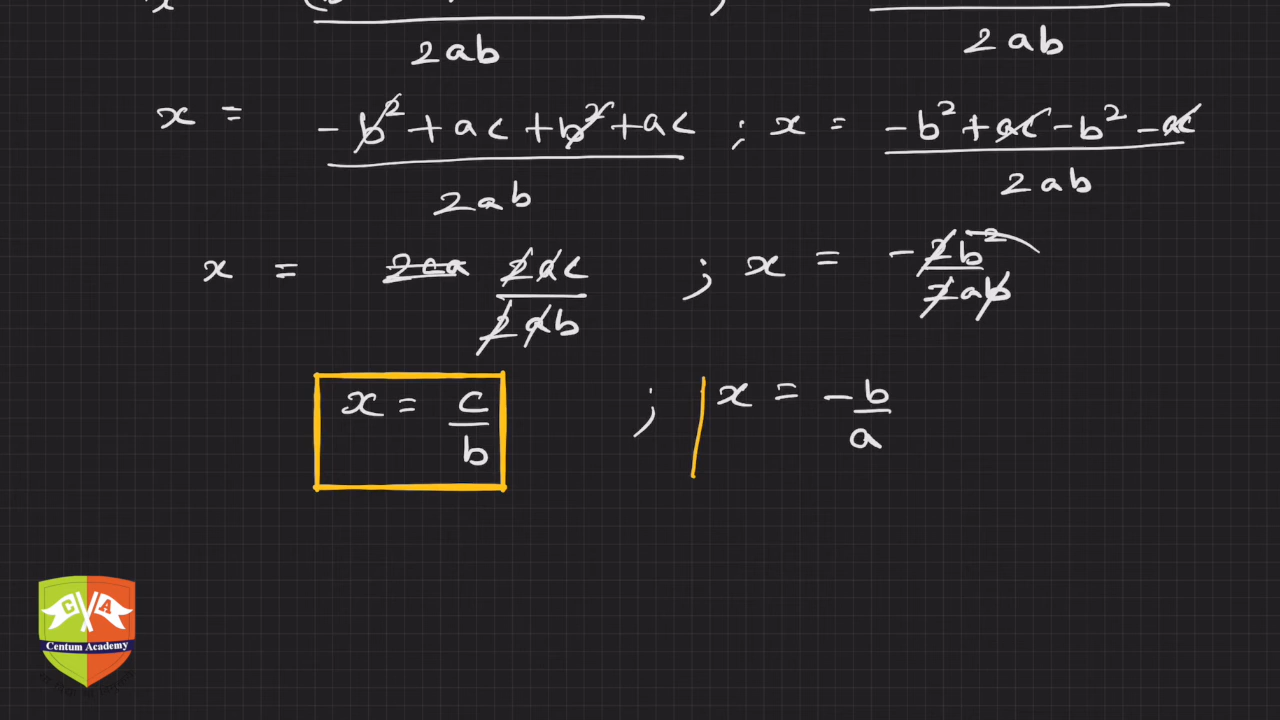 2ab 2ab
x = -b² + ac + b² + ac ; x = -b² + ac - b² - ac
2ab 2ab
x = 2ac ; x = -2b²
2ab 2ab
x = c ; x = -b
b a
C A
Centum Academy